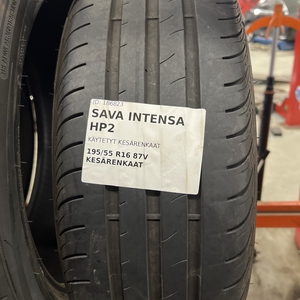 ID: 186823
SAVA INTENSA
HP2
KÄYTETYT KESÄRENKAAT
195/55 R16 87V
KESÄRENKAAT